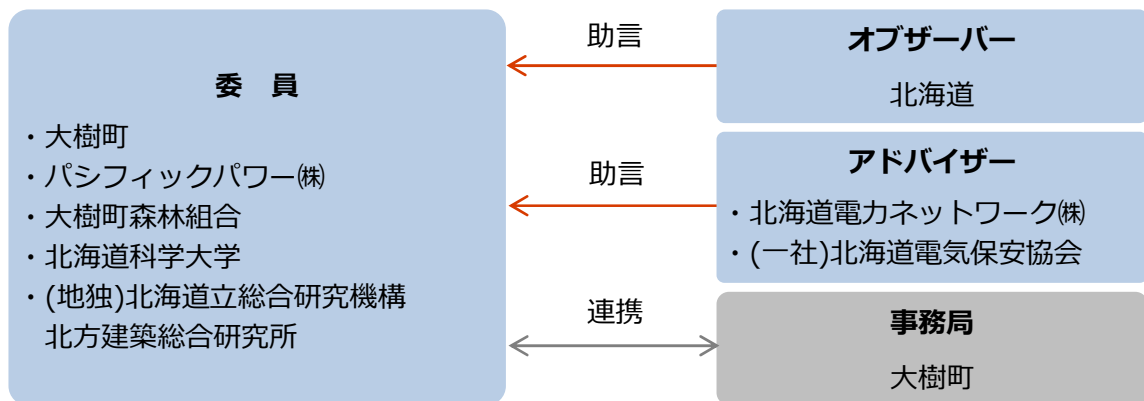 委　員
・大樹町
・パシフィックパワー㈱
・大樹町森林組合
・北海道科学大学
・(地独)北海道立総合研究機構
北方建築総合研究所
助言
オブザーバー
北海道
助言
アドバイザー
・北海道電力ネットワーク㈱
・(一社)北海道電気保安協会
連携
事務局
大樹町